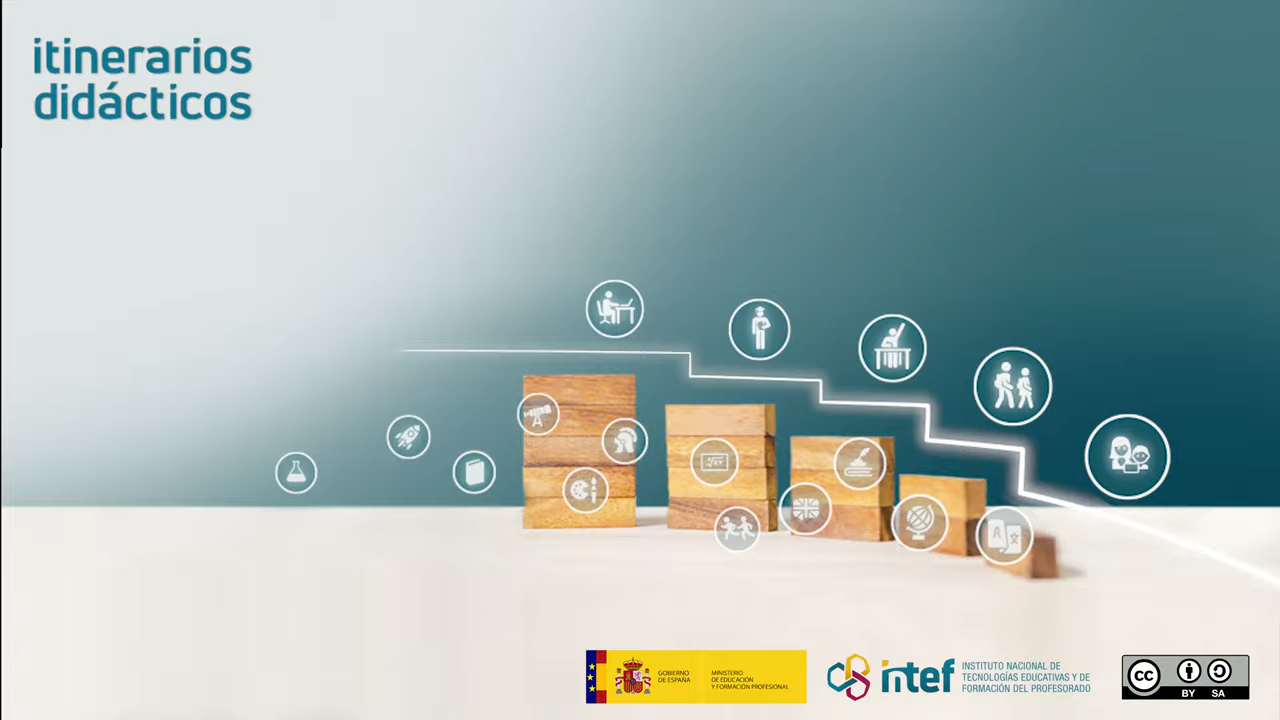 itinerarios
didácticos
GOBIERNO
DE ESPAÑA
MINISTERIO
DE EDUCACIÓN
Y FORMACIÓN PROFESIONAL
intef
INSTITUTO NACIONAL DE
TECNOLOGÍAS EDUCATIVAS Y DE
FORMACIÓN DEL PROFESORADO
cc
BY SA